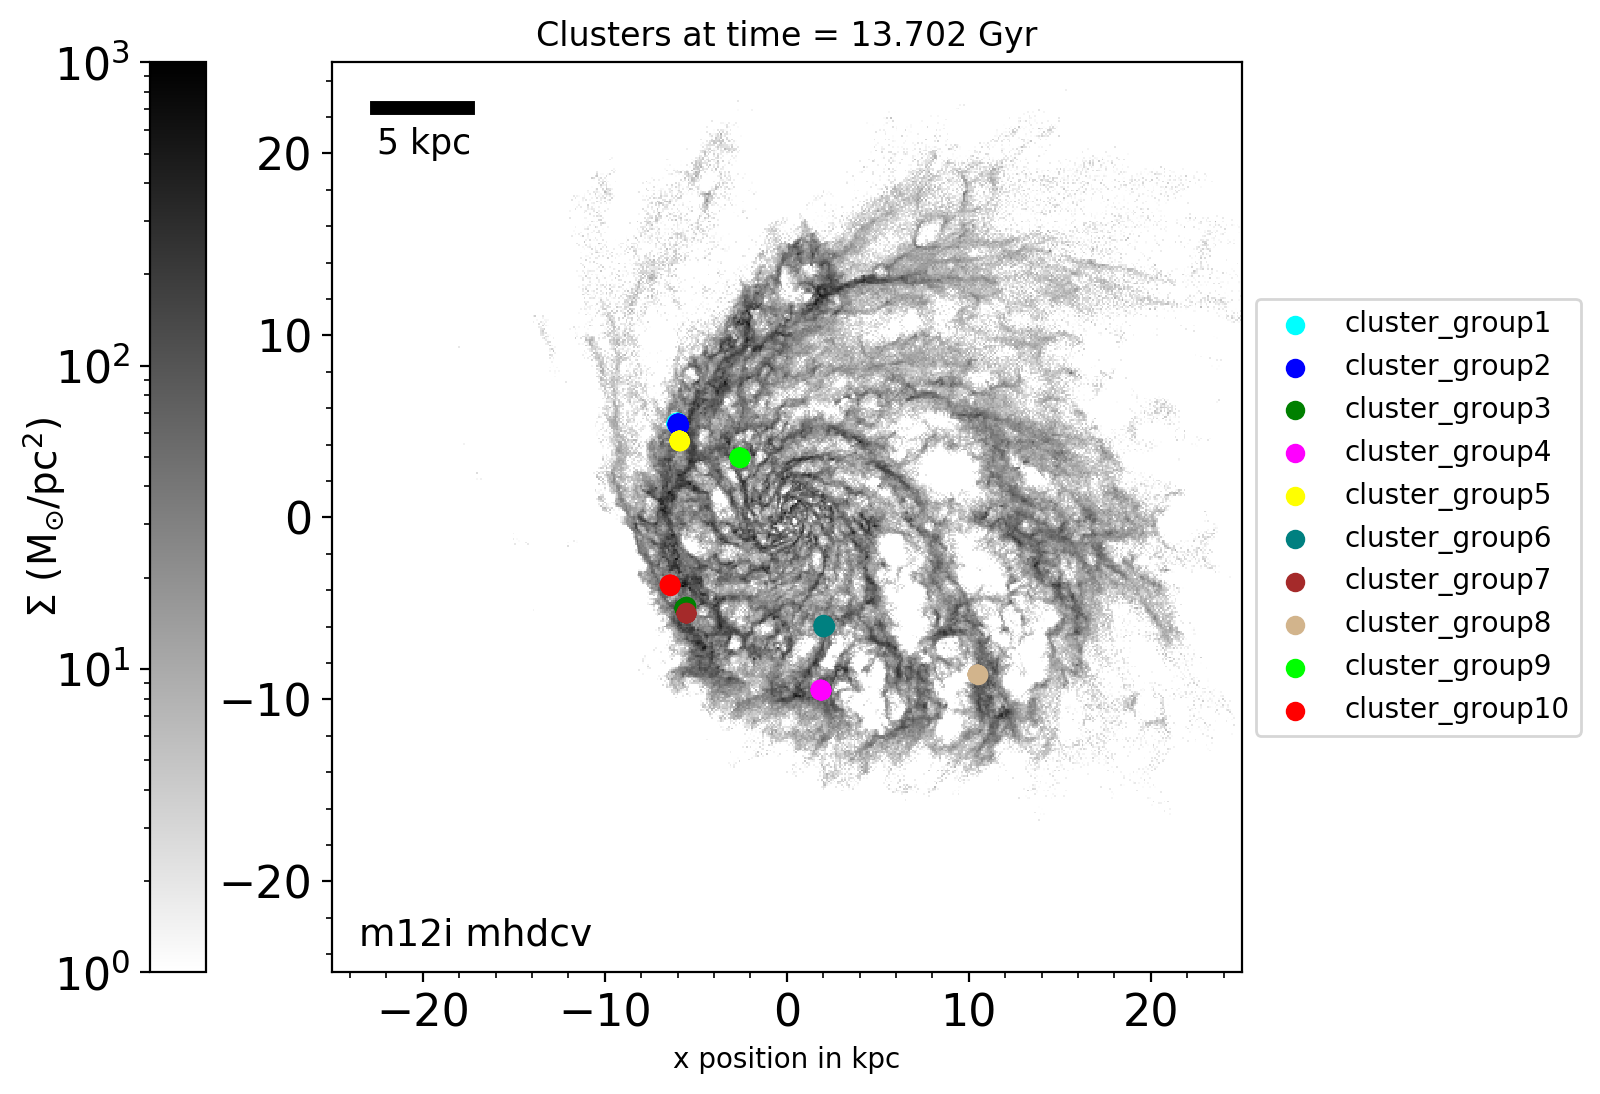 Clusters at time = 13.702 Gyr
10³
10²
10¹
10⁰
Σ (M⊙/pc²)
20
10
0
−10
−20
5 kpc
m12i mhdcv
−20
−10
0
10
20
x position in kpc
cluster_group1
cluster_group2
cluster_group3
cluster_group4
cluster_group5
cluster_group6
cluster_group7
cluster_group8
cluster_group9
cluster_group10